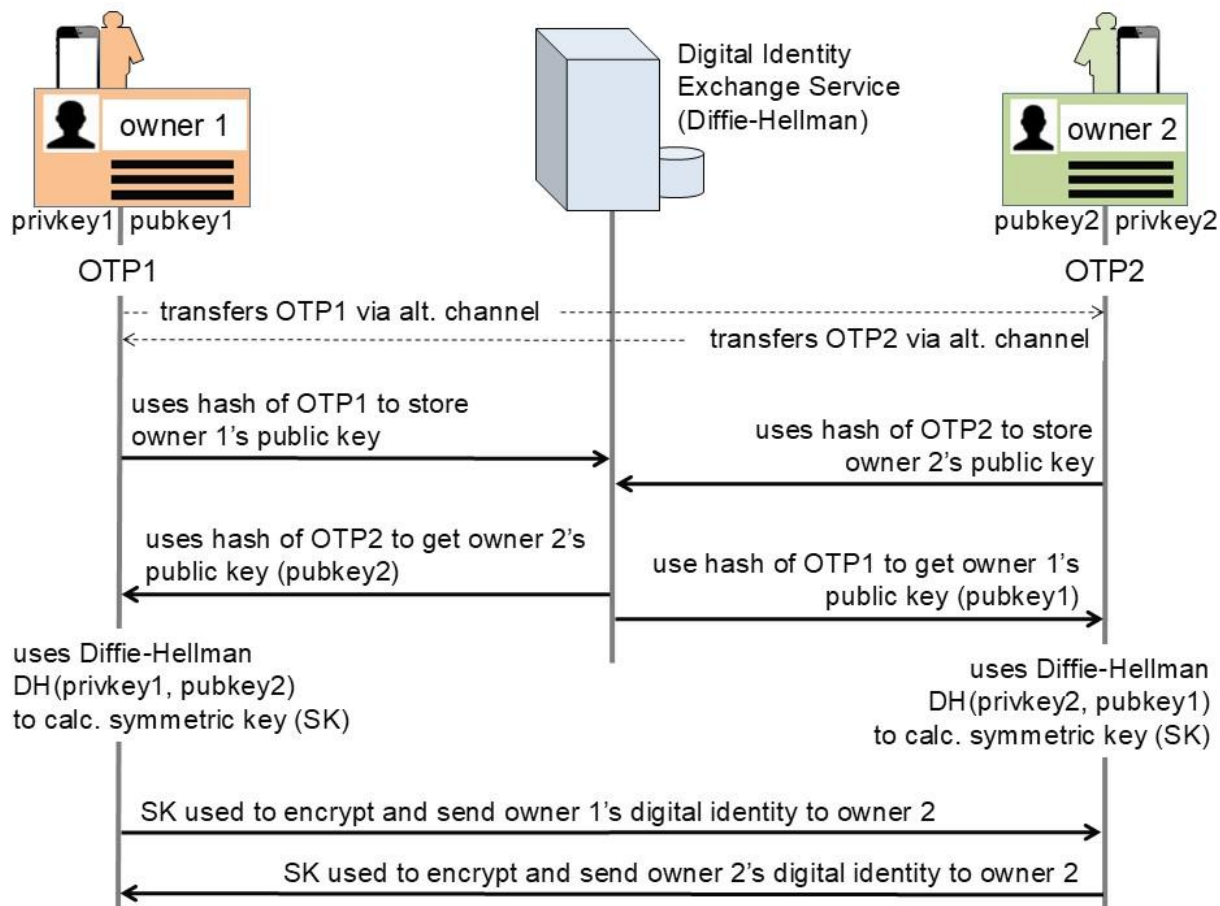 Digital Identity
Exchange Service
(Diffie-Hellman)
owner 1
owner 2
privkey1
pubkey1
pubkey2
privkey2
OTP1
OTP2
transfers OTP1 via alt. channel
transfers OTP2 via alt. channel
uses hash of OTP1 to store
owner 1’s public key
uses hash of OTP2 to store
owner 2’s public key
uses hash of OTP2 to get owner 2’s
public key (pubkey2)
use hash of OTP1 to get owner 1’s
public key (pubkey1)
uses Diffie-Hellman
DH(privkey1, pubkey2)
to calc. symmetric key (SK)
uses Diffie-Hellman
DH(privkey2, pubkey1)
to calc. symmetric key (SK)
SK used to encrypt and send owner 1’s digital identity to owner 2
SK used to encrypt and send owner 2’s digital identity to owner 2